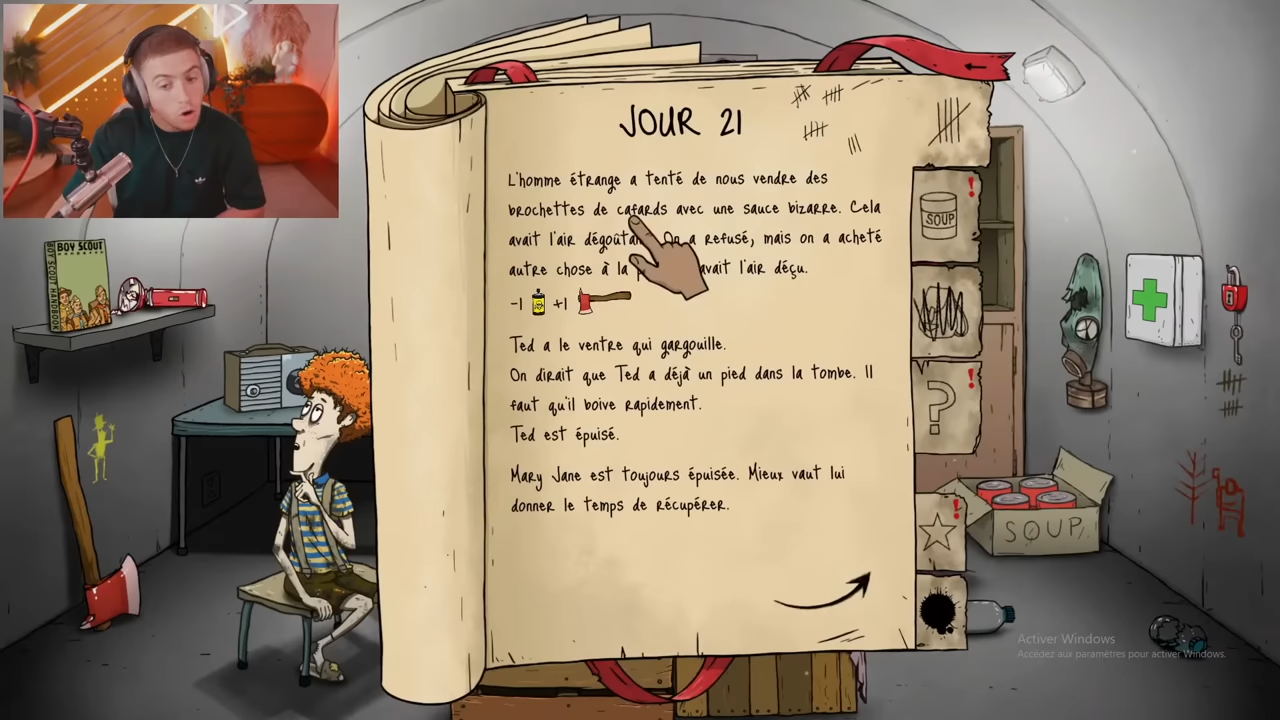 JOUR 21
L'homme étrange a tenté de nous vendre des
brochettes de cafards avec une sauce bizarre. Cela
avait l'air a refusé, mais on a acheté
autre chose à la avait l'air déçu.
-1 +1
Ted a le ventre qui gargouille.
On dirait que Ted a déjà un pied dans la tombe. Il
faut qu'il boive rapidement.
Ted est épuisé.
Mary Jane est toujours épuisée. Mieux vaut lui
donner le temps de récupérer.
SOUP
!
?
!
!
BOY SCOUT
BOY SCOUT HANDBOOK
SOUP
Activer Windows
Accédez aux paramètres pour activer Windows.